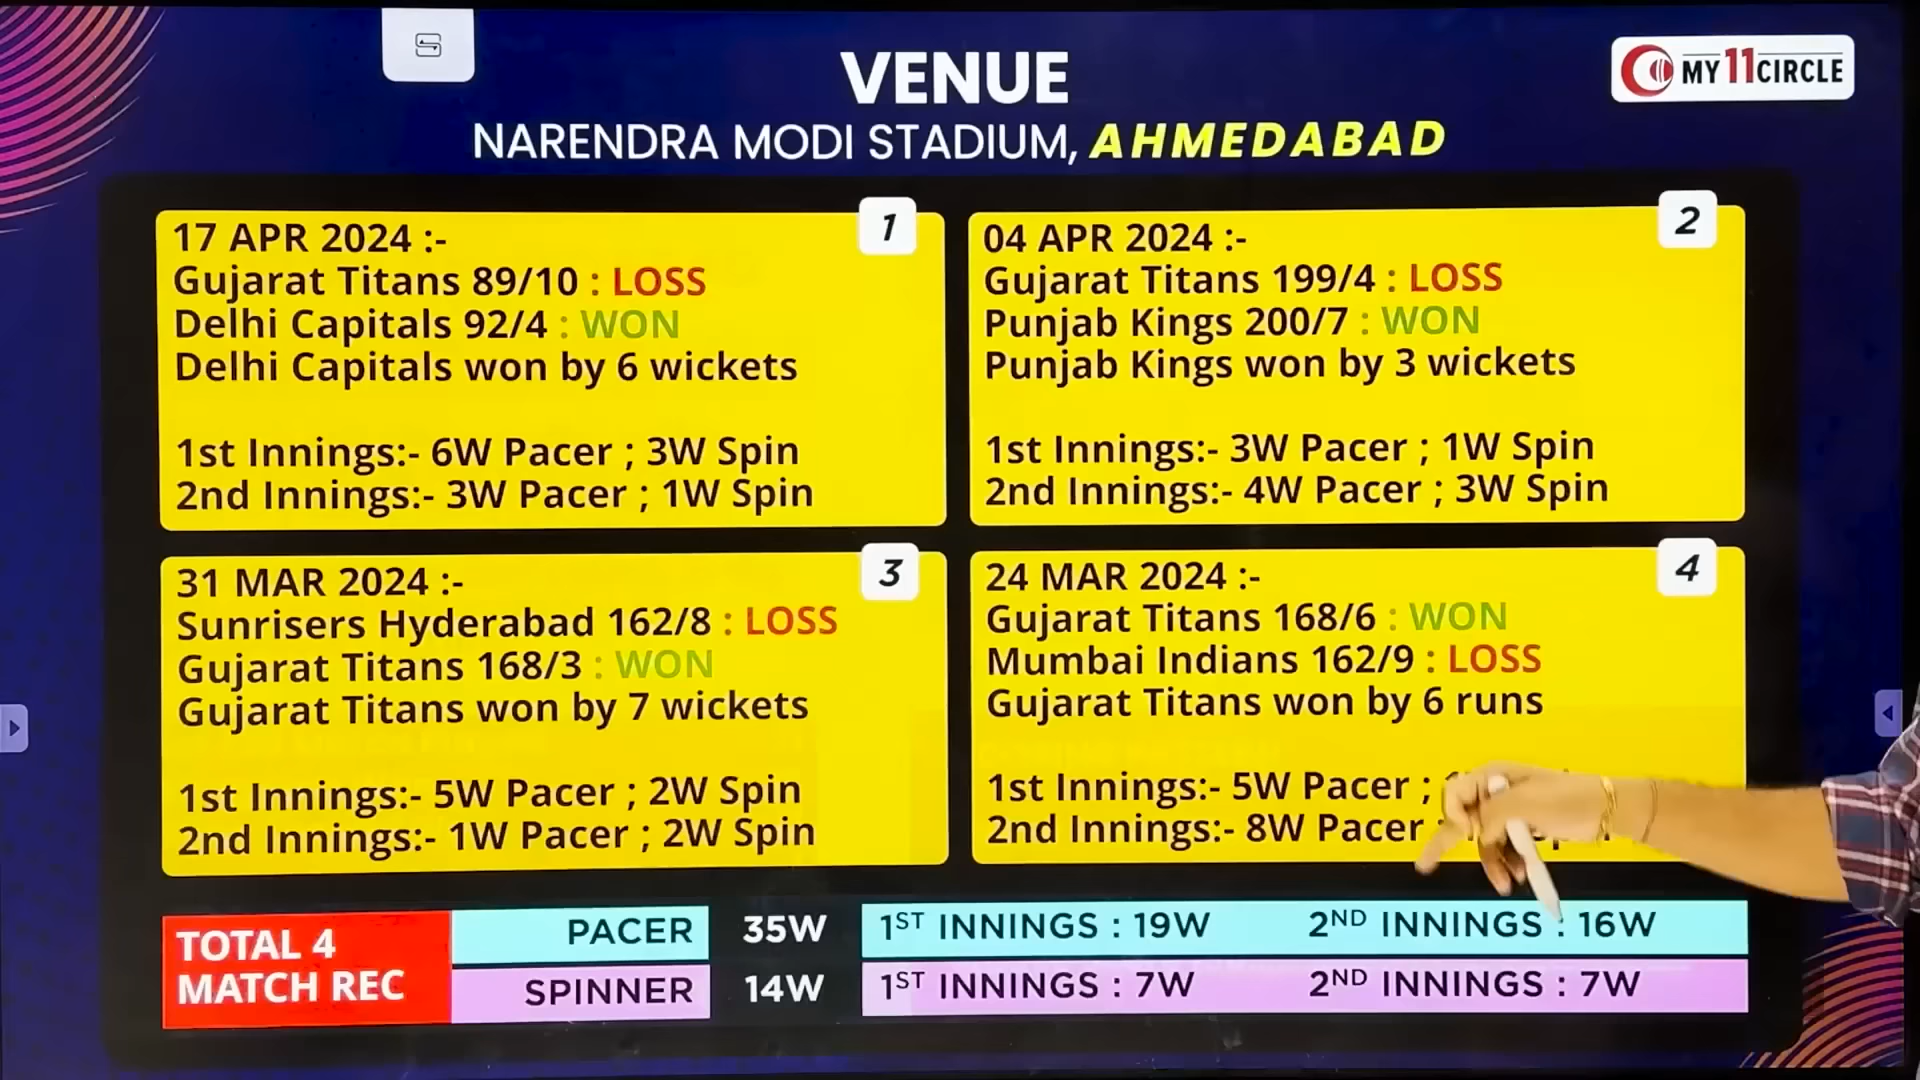 VENUE
MY11CIRCLE
NARENDRA MODI STADIUM, AHMEDABAD
1
17 APR 2024 :-
Gujarat Titans 89/10 : LOSS
Delhi Capitals 92/4 : WON
Delhi Capitals won by 6 wickets
1st Innings:- 6W Pacer ; 3W Spin
2nd Innings:- 3W Pacer ; 1W Spin
2
04 APR 2024 :-
Gujarat Titans 199/4 : LOSS
Punjab Kings 200/7 : WON
Punjab Kings won by 3 wickets
1st Innings:- 3W Pacer ; 1W Spin
2nd Innings:- 4W Pacer ; 3W Spin
3
31 MAR 2024 :-
Sunrisers Hyderabad 162/8 : LOSS
Gujarat Titans 168/3 : WON
Gujarat Titans won by 7 wickets
1st Innings:- 5W Pacer ; 2W Spin
2nd Innings:- 1W Pacer ; 2W Spin
4
24 MAR 2024 :-
Gujarat Titans 168/6 : WON
Mumbai Indians 162/9 : LOSS
Gujarat Titans won by 6 runs
1st Innings:- 5W Pacer ;
2nd Innings:- 8W Pacer
TOTAL 4
MATCH REC
PACER 35W 1ST INNINGS : 19W 2ND INNINGS : 16W
SPINNER 14W 1ST INNINGS : 7W 2ND INNINGS : 7W